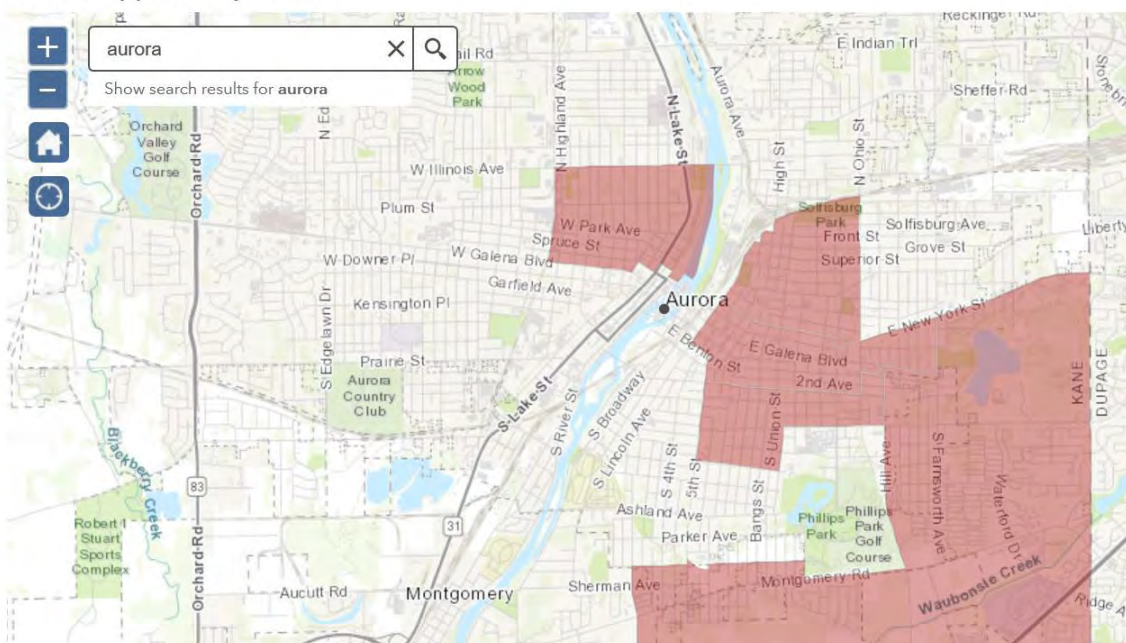 aurora
Show search results for aurora
ail Rd
Arrow
Wood
Park
Reckinger Rd
E Indian Trl
Sheffer Rd
Aurora Ave
N Highland Ave
N Lake St
Orchard
Valley
Golf
Course
Orchard Rd
W Illinois Ave
High St
N Ohio St
Plum St
W Park Ave
Spruce St
Solfisburg
Park
Front St
Superior St
Solfisburg Ave
Grove St
Liberty
W Downer Pl
W Galena Blvd
Garfield Ave
Kensington Pl
Aurora
E New York St
S Edgelawn Dr
Prairie St
E Benton St
E Galena Blvd
2nd Ave
KANE
DUPAGE
Aurora
Country
Club
S Lake St
S River St
S Broadway
S Lincoln Ave
S 4th St
5th St
S Union St
Bangs St
Hill Ave
S Farnsworth Ave
Waterford Dr
Blackberry Creek
83
31
Ashland Ave
Parker Ave
Phillips
Park
Phillips
Park
Golf
Course
Robert I
Stuart
Sports
Complex
Orchard Rd
Aucutt Rd
Montgomery
Sherman Ave
Montgomery Rd
Waubonsie Creek
Ridge A